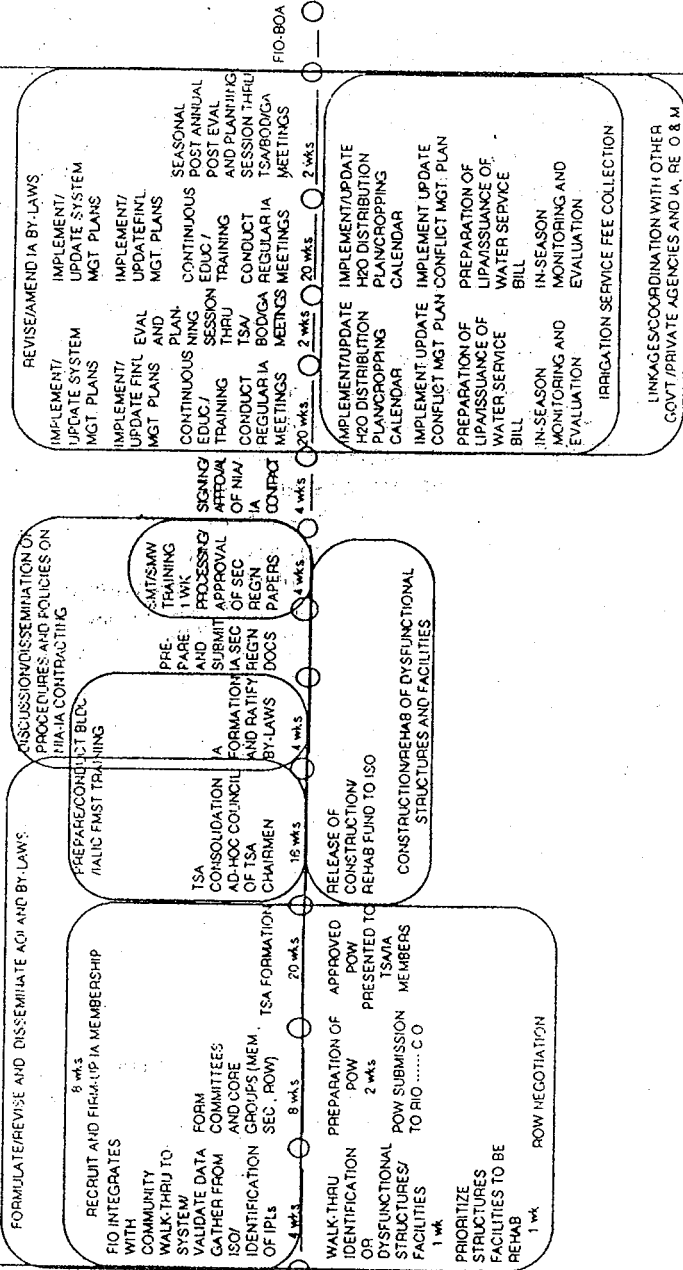 FORMULATE/REVISE AND DISSEMINATE AOI AND BY-LAWS
8 wks
RECRUIT AND FIRM-UP IA MEMBERSHIP
FIO INTEGRATES
WITH
COMMUNITY
WALK-THRU TO
SYSTEM/
VALIDATE DATA
GATHER FROM
ISO/
IDENTIFICATION
OF IPLs
4 wks
FORM
COMMITTEES
AND CORE
GROUPS (MEM,
SEC, ROW)
8 wks
TSA FORMATION
20 wks
PREPARE/CONDUCT BLDC
/IALIC FMST TRAINING
TSA
CONSOLIDATION
AD-HOC COUNCIL
OF TSA
CHAIRMEN
16 wks
DISCUSSION/DISSEMINATION OF
PROCEDURES AND POLICIES ON
NIA-IA CONTRACTING
IA
FORMATION
AND RATIFY
BY-LAWS
4 wks
PRE-
PARE
AND
SUBMIT
IA SEC
REG'N
DOCS
SMT/SMW
TRAINING
1 WK
PROCESSING/
APPROVAL
OF SEC
REG'N
PAPERS
4 wks
SIGNING/
APPROVAL
OF NIA/
IA
CONTRACT
4 wks
REVISE/AMEND IA BY-LAWS
IMPLEMENT/
UPDATE SYSTEM
MGT. PLANS
IMPLEMENT/
UPDATE FIN'L
MGT. PLANS
CONTINUOUS
EDUC./
TRAINING
CONDUCT
REGULAR IA
MEETINGS
20 wks
EVAL
AND
PLAN-
NING
SESSION
THRU
TSA/
BOD/GA
MEETINGS
2 wks
IMPLEMENT/
UPDATE SYSTEM
MGT. PLANS
IMPLEMENT/
UPDATE FIN'L
MGT. PLANS
CONTINUOUS
EDUC./
TRAINING
CONDUCT
REGULAR IA
MEETINGS
20 wks
SEASONAL
POST ANNUAL
POST EVAL
AND PLANNING
SESSION THRU
TSA/BOD/GA
MEETINGS
2 wks
FIO-BOA
WALK-THRU
IDENTIFICATION
OR
DYSFUNCTIONAL
STRUCTURES/
FACILITIES
1 wk
PRIORITIZE
STRUCTURES
FACILITIES TO BE
REHAB
1 wk
PREPARATION OF
POW
2 wks
POW SUBMISSION
TO RIO ...... C O
APPROVED
POW
PRESENTED TO
TSA/IA
MEMBERS
ROW NEGOTIATION
RELEASE OF
CONSTRUCTION/
REHAB FUND TO ISO
CONSTRUCTION/REHAB OF DYSFUNCTIONAL
STRUCTURES AND FACILITIES
IMPLEMENT/UPDATE
H2O DISTRIBUTION
PLAN/CROPPING
CALENDAR
IMPLEMENT UPDATE
CONFLICT MGT PLAN
PREPARATION OF
LIPA/ISSUANCE OF
WATER SERVICE
BILL
IN-SEASON
MONITORING AND
EVALUATION
IMPLEMENT/UPDATE
H2O DISTRIBUTION
PLAN/CROPPING
CALENDAR
IMPLEMENT UPDATE
CONFLICT MGT. PLAN
PREPARATION OF
LIPA/ISSUANCE OF
WATER SERVICE
BILL
IN-SEASON
MONITORING AND
EVALUATION
IRRIGATION SERVICE FEE COLLECTION
LINKAGES/COORDINATION WITH OTHER
GOV'T./PRIVATE AGENCIES AND IA, RE O & M